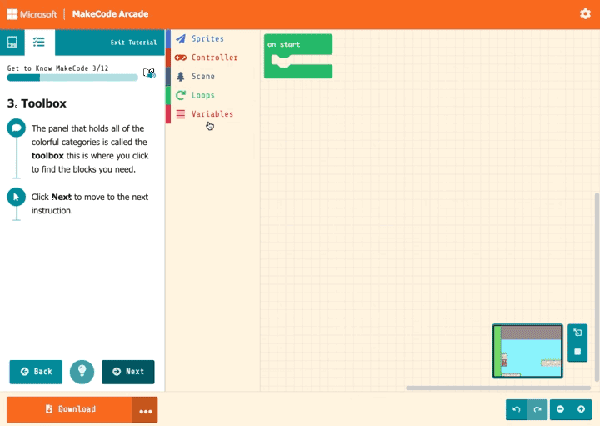 Microsoft | MakeCode Arcade
Exit Tutorial
Get to Know MakeCode 3/12
3. Toolbox
The panel that holds all of the
colorful categories is called the
toolbox this is where you click
to find the blocks you need.
Click Next to move to the next
instruction
Back
Next
Download
Sprites
Controller
Scene
Loops
Variables
on start